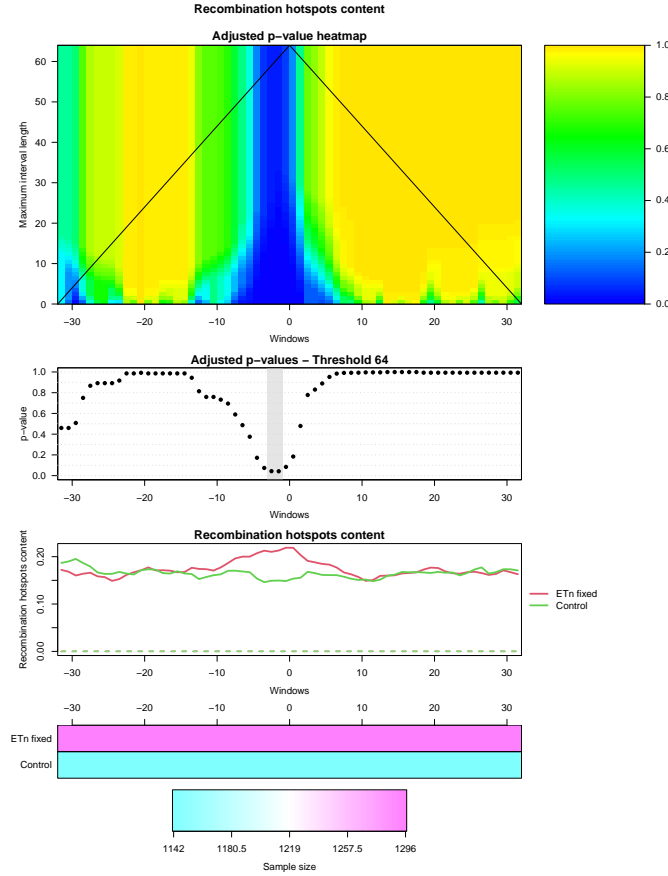 Recombination hotspots content
Adjusted p−value heatmap
Maximum interval length
60
50
40
30
20
10
0
−30 −20 −10 0 10 20 30
Windows
1.0
0.8
0.6
0.4
0.2
0.0
Adjusted p−values − Threshold 64
p−value
1.0
0.8
0.6
0.4
0.2
0.0
−30 −20 −10 0 10 20 30
Windows
Recombination hotspots content
Recombination hotspots content
0.20
0.10
0.00
−30 −20 −10 0 10 20 30
Windows
ETn fixed
Control
−30 −20 −10 0 10 20 30
ETn fixed
Control
1142 1180.5 1219 1257.5 1296
Sample size